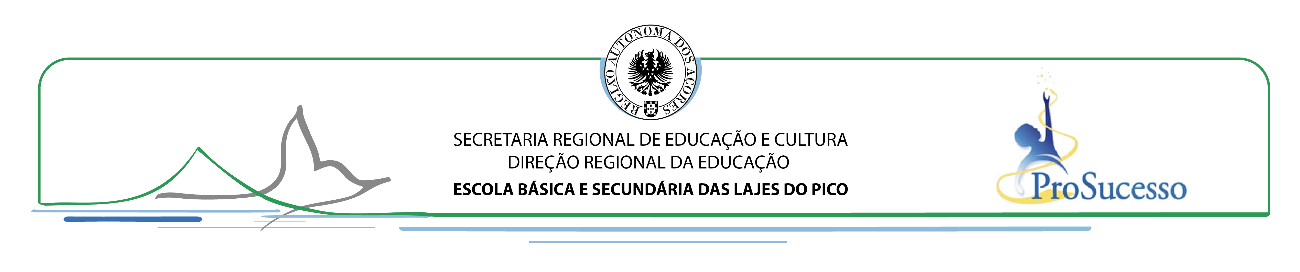 REGIÃO AUTÓNOMA DOS AÇORES
SECRETARIA REGIONAL DE EDUCAÇÃO E CULTURA
DIREÇÃO REGIONAL DA EDUCAÇÃO
ESCOLA BÁSICA E SECUNDÁRIA DAS LAJES DO PICO
ProSucesso